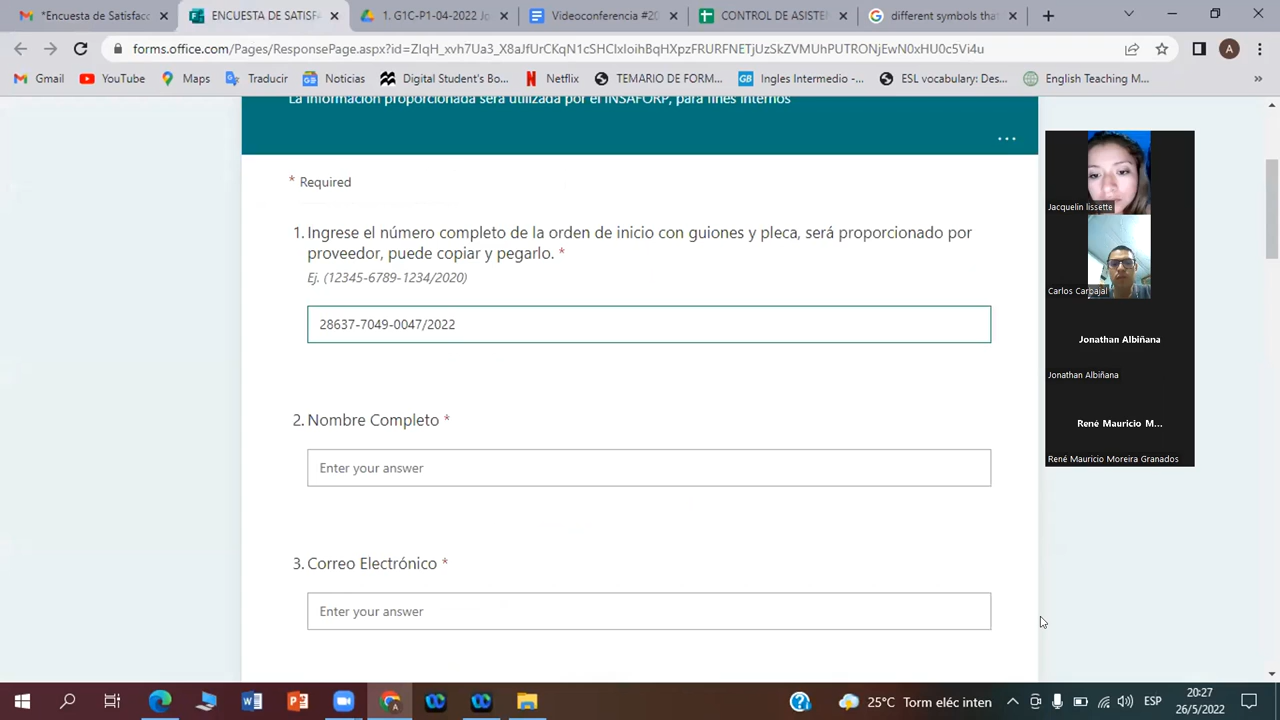 *Encuesta de Satisfacc
ENCUESTA DE SATISF
1. G1C-P1-04-2022 Jo
Videoconferencia #20
CONTROL DE ASISTE
different symbols tha
forms.office.com/Pages/ResponsePage.aspx?id=ZIqH_xvh7Ua3_X8aJfUrCKqN1cSHClxIoihBqHXpzFRURFNETjUzSkZVMUhPUTRONjEwN0xHU0c5Vi4u
A
Gmail
YouTube
Maps
Traducir
Noticias
Digital Student's Bo...
Netflix
TEMARIO DE FORM...
Ingles Intermedio -...
ESL vocabulary: Des...
English Teaching M...
»
La información proporcionada será utilizada por el INSAFORP, para fines internos
...
* Required
1. Ingrese el número completo de la orden de inicio con guiones y pleca, será proporcionado por
proveedor, puede copiar y pegarlo. *
Ej. (12345-6789-1234/2020)
28637-7049-0047/2022
2. Nombre Completo *
Enter your answer
3. Correo Electrónico *
Enter your answer
Jacquelin lissette
Carlos Carbajal
Jonathan Albiñana
Jonathan Albiñana
René Mauricio M...
René Mauricio Moreira Granados
25°C Torm eléc inten
ESP
20:27
26/5/2022